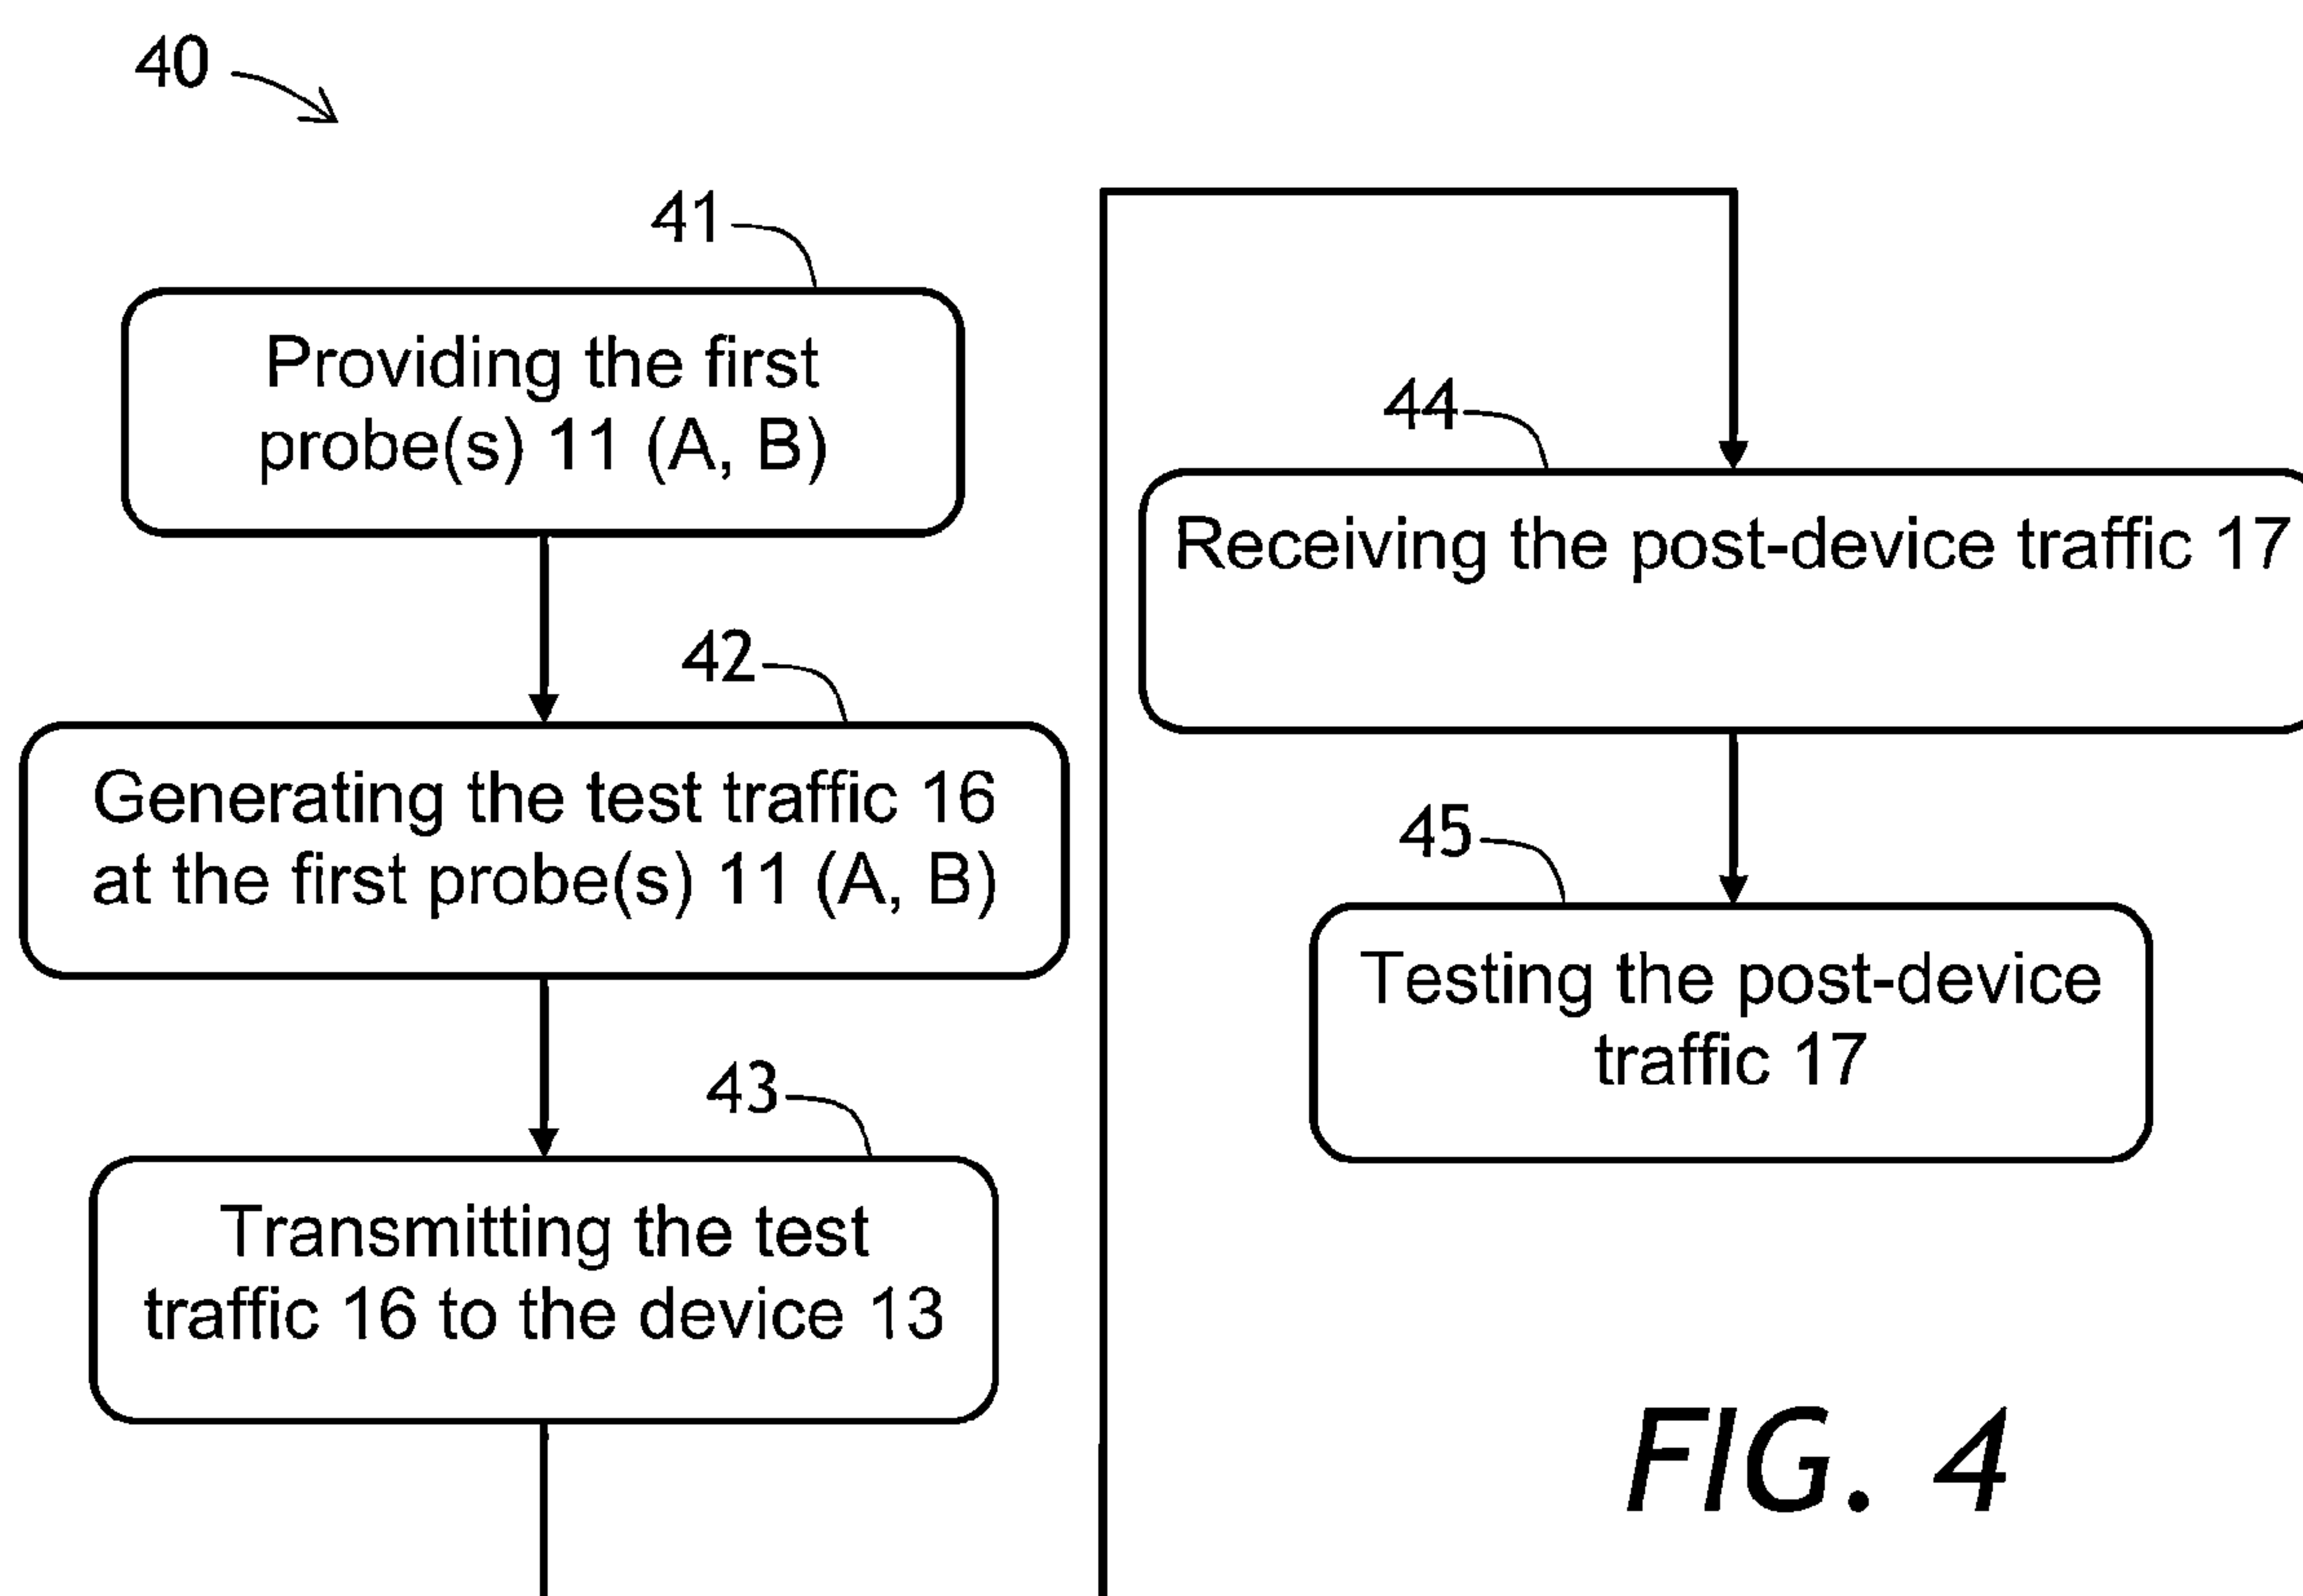 40
41
Providing the first
probe(s) 11 (A, B)
42
Generating the test traffic 16
at the first probe(s) 11 (A, B)
43
Transmitting the test
traffic 16 to the device 13
44
Receiving the post-device traffic 17
45
Testing the post-device
traffic 17
FIG. 4